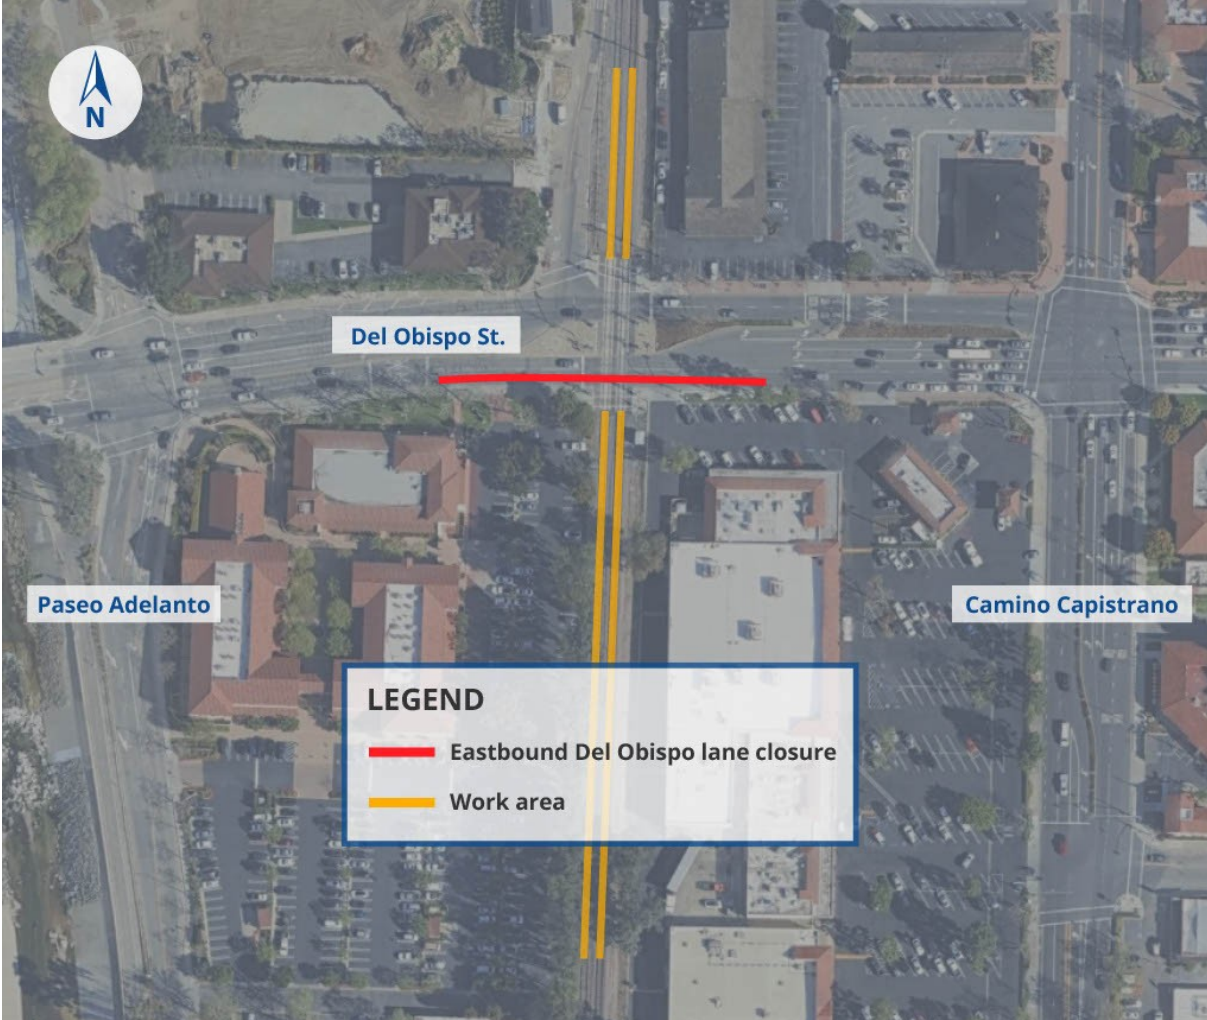 N
Del Obispo St.
Paseo Adelanto
Camino Capistrano
LEGEND
Eastbound Del Obispo lane closure
Work area